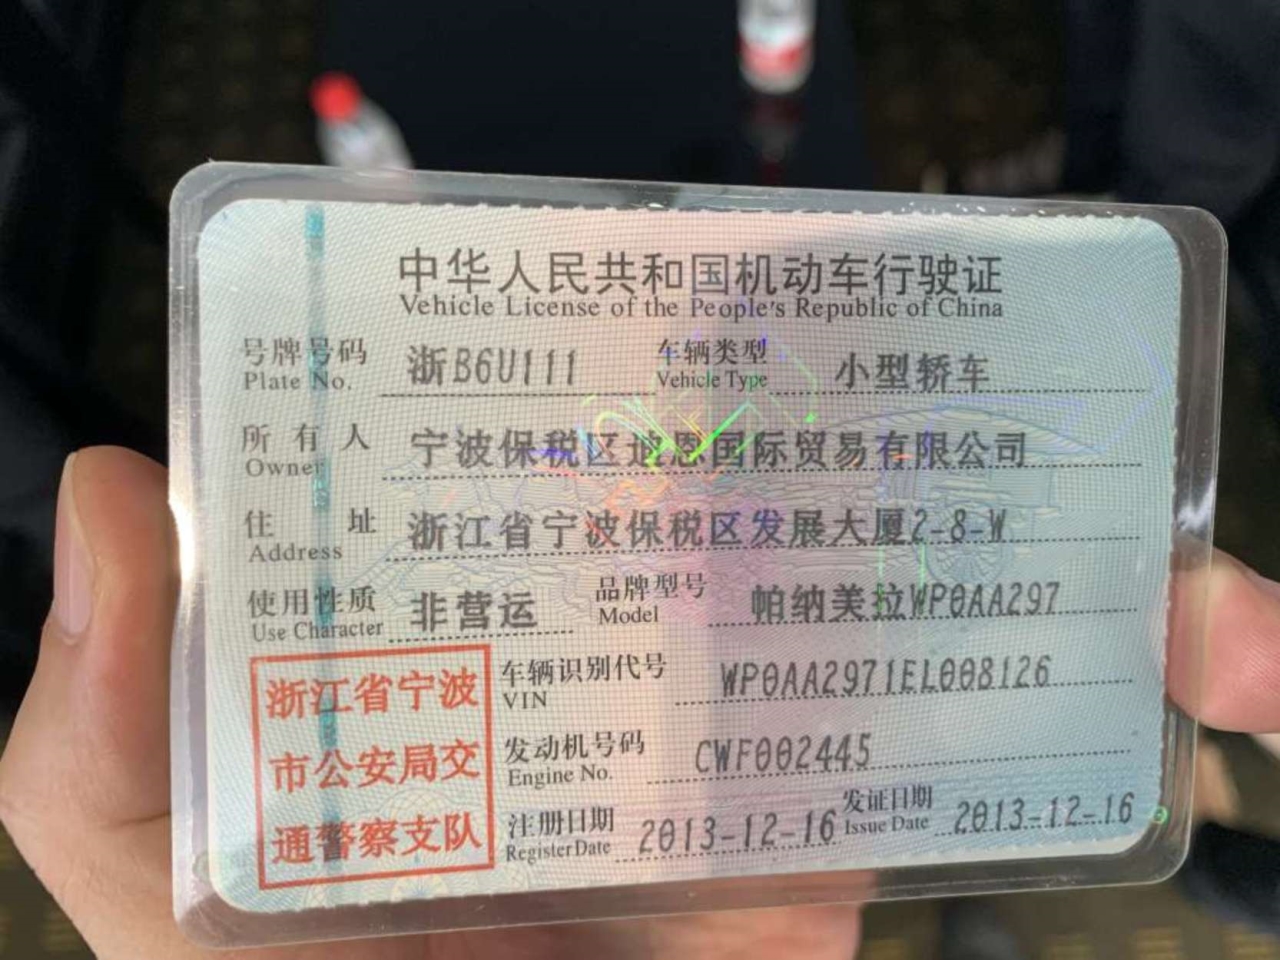 中华人民共和国机动车行驶证
Vehicle License of the People's Republic of China
号牌号码 浙B6U111 车辆类型 小型轿车
Plate No. Vehicle Type
所有人 宁波保税区迪恩国际贸易有限公司
Owner
住址 浙江省宁波保税区发展大厦2-8-W
Address
使用性质 非营运 品牌型号 帕纳美拉WP0AA297
Use Character Model
浙江省宁波
市公安局交
通警察支队
车辆识别代号 WP0AA2971EL008126
VIN
发动机号码 CWF002445
Engine No.
注册日期 2013-12-16 发证日期 2013-12-16
Register Date Issue Date